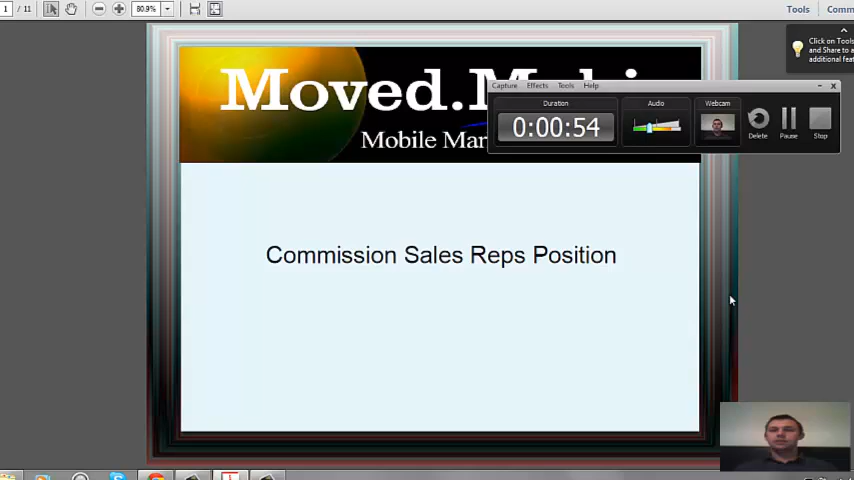 1 / 11
80.9%
Tools
Comm
Click on Tools
and Share to a
additional feat
Moved.Mobi
Mobile Mar
Capture Effects Tools Help
Duration
Audio
Webcam
0:00:54
Delete
Pause
Stop
Commission Sales Reps Position